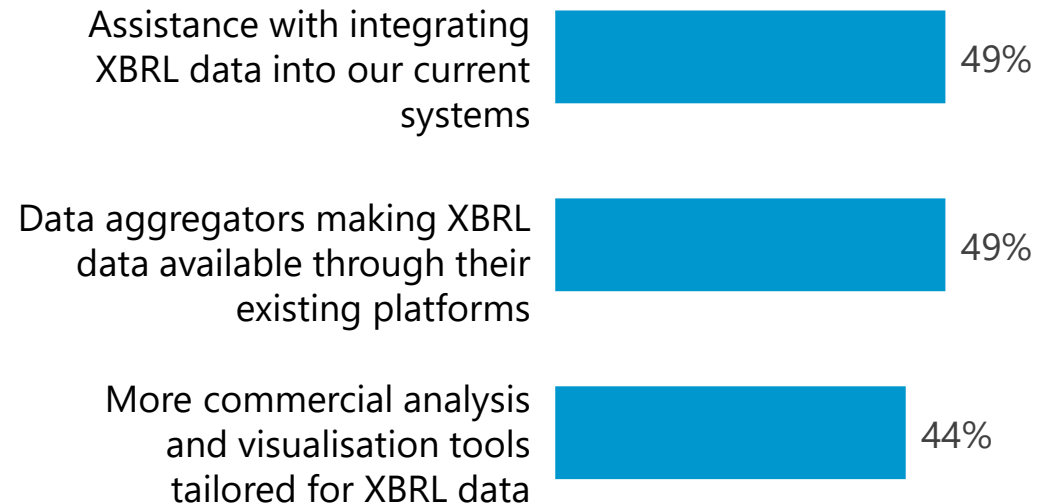 Assistance with integrating
XBRL data into our current
systems
49%
Data aggregators making XBRL
data available through their
existing platforms
49%
More commercial analysis
and visualisation tools
tailored for XBRL data
44%